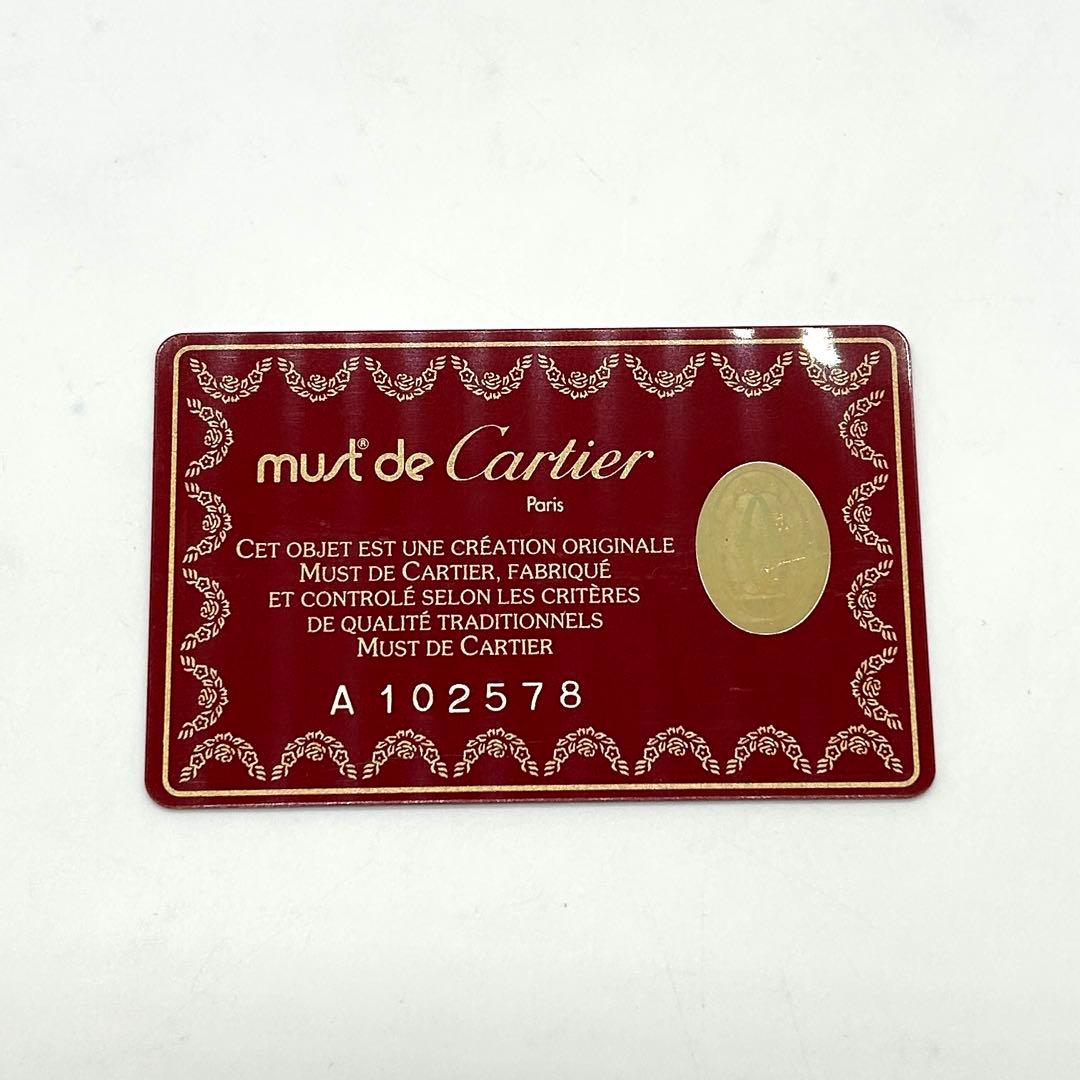 must® de Cartier
Paris
CET OBJET EST UNE CRÉATION ORIGINALE
MUST DE CARTIER, FABRIQUÉ
ET CONTROLÉ SELON LES CRITÈRES
DE QUALITÉ TRADITIONNELS
MUST DE CARTIER
A 102578